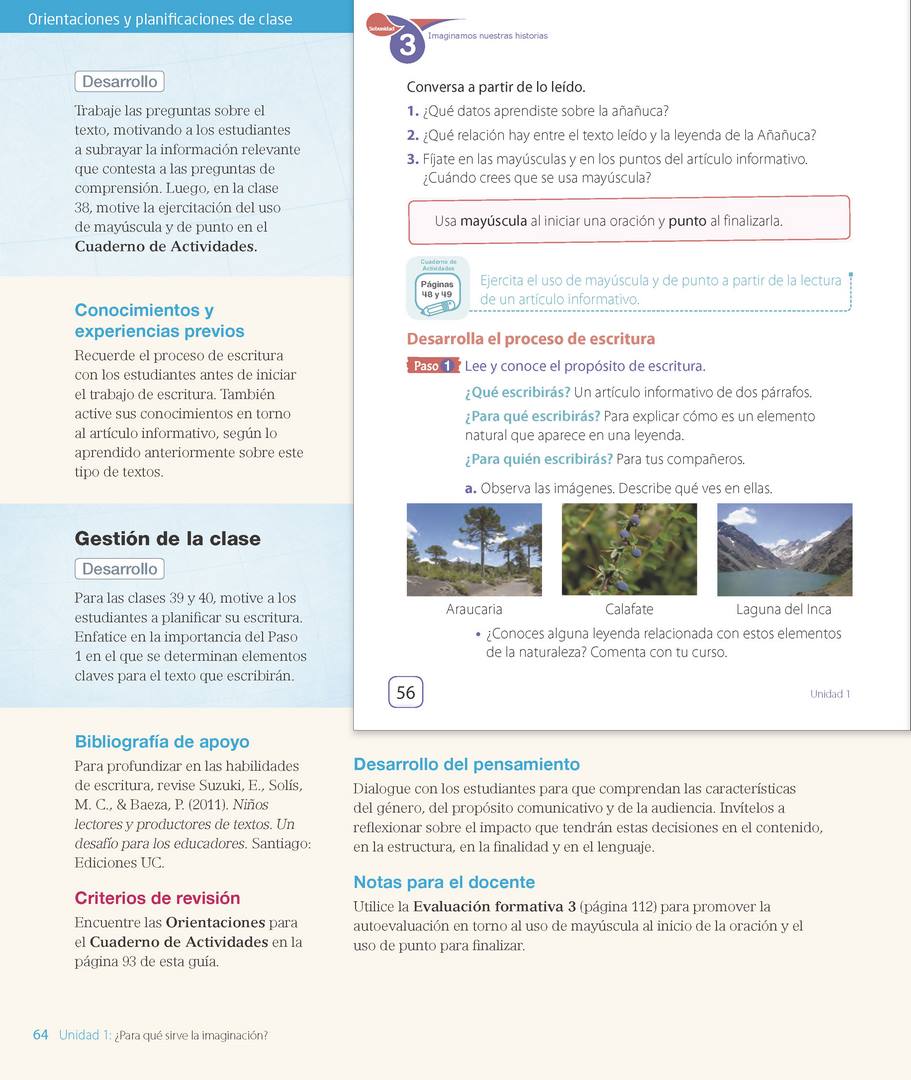 Orientaciones y planificaciones de clase
Desarrollo
Trabaje las preguntas sobre el
texto, motivando a los estudiantes
a subrayar la información relevante
que contesta a las preguntas de
comprensión. Luego, en la clase
38, motive la ejercitación del uso
de mayúscula y de punto en el
Cuaderno de Actividades.
Conocimientos y
experiencias previos
Recuerde el proceso de escritura
con los estudiantes antes de iniciar
el trabajo de escritura. También
active sus conocimientos en torno
al artículo informativo, según lo
aprendido anteriormente sobre este
tipo de textos.
Gestión de la clase
Desarrollo
Para las clases 39 y 40, motive a los
estudiantes a planificar su escritura.
Enfatice en la importancia del Paso
1 en el que se determinan elementos
claves para el texto que escribirán.
Bibliografía de apoyo
Para profundizar en las habilidades
de escritura, revise Suzuki, E., Solís,
M. C., & Baeza, P. (2011). Niños
lectores y productores de textos. Un
desafío para los educadores. Santiago:
Ediciones UC.
Criterios de revisión
Encuentre las Orientaciones para
el Cuaderno de Actividades en la
página 93 de esta guía.
Subunidad
3
Imaginamos nuestras historias
Conversa a partir de lo leído.
1. ¿Qué datos aprendiste sobre la añañuca?
2. ¿Qué relación hay entre el texto leído y la leyenda de la Añañuca?
3. Fíjate en las mayúsculas y en los puntos del artículo informativo.
¿Cuándo crees que se usa mayúscula?
Usa mayúscula al iniciar una oración y punto al finalizarla.
Cuaderno de
Actividades
Páginas
48 y 49
Ejercita el uso de mayúscula y de punto a partir de la lectura
de un artículo informativo.
Desarrolla el proceso de escritura
Paso 1 Lee y conoce el propósito de escritura.
¿Qué escribirás? Un artículo informativo de dos párrafos.
¿Para qué escribirás? Para explicar cómo es un elemento
natural que aparece en una leyenda.
¿Para quién escribirás? Para tus compañeros.
a. Observa las imágenes. Describe qué ves en ellas.
Araucaria
Calafate
Laguna del Inca
• ¿Conoces alguna leyenda relacionada con estos elementos
de la naturaleza? Comenta con tu curso.
56
Unidad 1
Desarrollo del pensamiento
Dialogue con los estudiantes para que comprendan las características
del género, del propósito comunicativo y de la audiencia. Invítelos a
reflexionar sobre el impacto que tendrán estas decisiones en el contenido,
en la estructura, en la finalidad y en el lenguaje.
Notas para el docente
Utilice la Evaluación formativa 3 (página 112) para promover la
autoevaluación en torno al uso de mayúscula al inicio de la oración y el
uso de punto para finalizar.
64 Unidad 1: ¿Para qué sirve la imaginación?